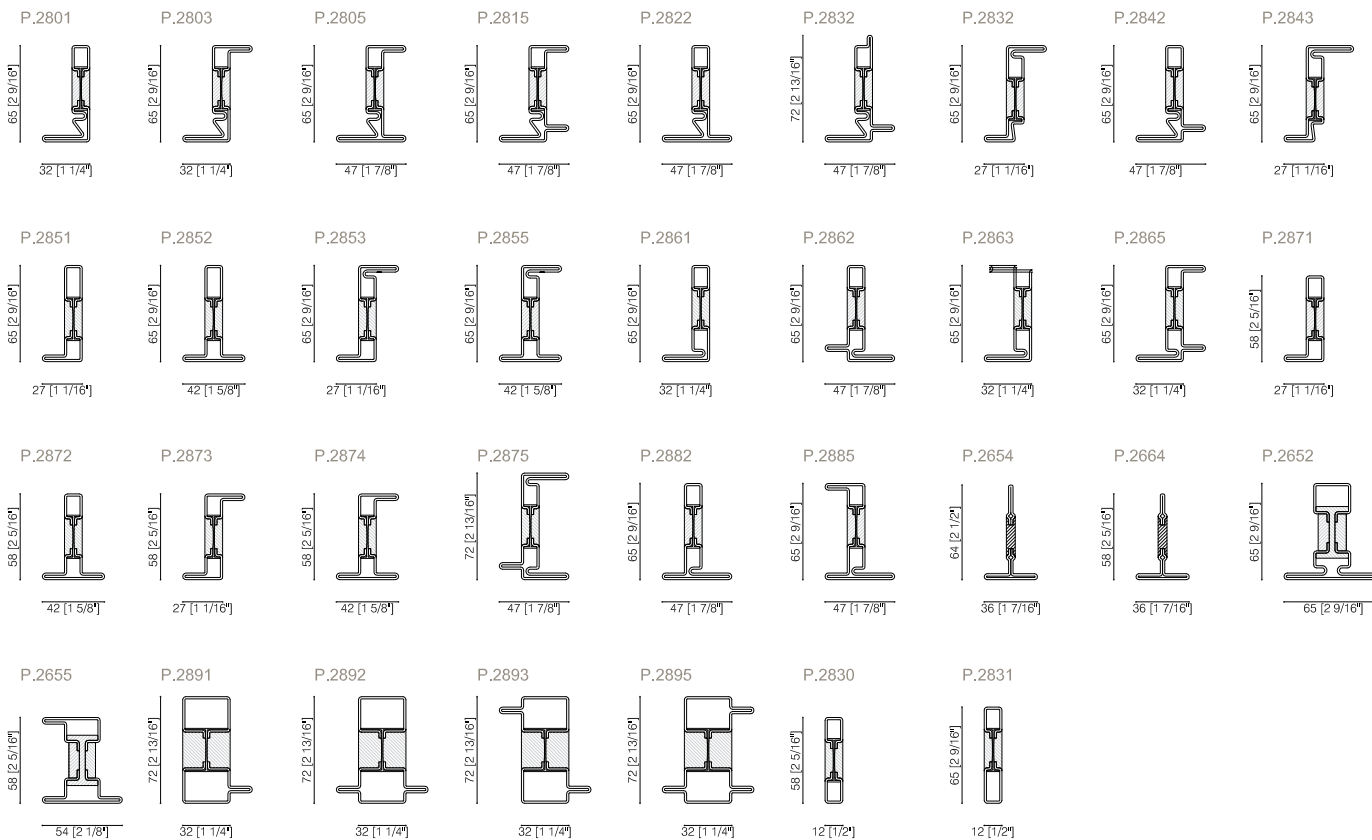 P.2801 P.2803 P.2805 P.2815 P.2822 P.2832 P.2832 P.2842 P.2843
65 [2 9/16"] 65 [2 9/16"] 65 [2 9/16"] 65 [2 9/16"] 65 [2 9/16"] 72 [2 13/16"] 65 [2 9/16"] 65 [2 9/16"] 65 [2 9/16"]
32 [1 1/4"] 32 [1 1/4"] 47 [1 7/8"] 47 [1 7/8"] 47 [1 7/8"] 47 [1 7/8"] 27 [1 1/16"] 47 [1 7/8"] 27 [1 1/16"]
P.2851 P.2852 P.2853 P.2855 P.2861 P.2862 P.2863 P.2865 P.2871
65 [2 9/16"] 65 [2 9/16"] 65 [2 9/16"] 65 [2 9/16"] 65 [2 9/16"] 65 [2 9/16"] 65 [2 9/16"] 65 [2 9/16"] 58 [2 5/16"]
27 [1 1/16"] 42 [1 5/8"] 27 [1 1/16"] 42 [1 5/8"] 32 [1 1/4"] 47 [1 7/8"] 32 [1 1/4"] 32 [1 1/4"] 27 [1 1/16"]
P.2872 P.2873 P.2874 P.2875 P.2882 P.2885 P.2654 P.2664 P.2652
58 [2 5/16"] 58 [2 5/16"] 58 [2 5/16"] 72 [2 13/16"] 65 [2 9/16"] 65 [2 9/16"] 64 [2 1/2"] 58 [2 5/16"] 65 [2 9/16"]
42 [1 5/8"] 27 [1 1/16"] 42 [1 5/8"] 47 [1 7/8"] 47 [1 7/8"] 47 [1 7/8"] 36 [1 7/16"] 36 [1 7/16"] 65 [2 9/16"]
P.2655 P.2891 P.2892 P.2893 P.2895 P.2830 P.2831
58 [2 5/16"] 72 [2 13/16"] 72 [2 13/16"] 72 [2 13/16"] 72 [2 13/16"] 58 [2 5/16"] 65 [2 9/16"]
54 [2 1/8"] 32 [1 1/4"] 32 [1 1/4"] 32 [1 1/4"] 32 [1 1/4"] 12 [1/2"] 12 [1/2"]